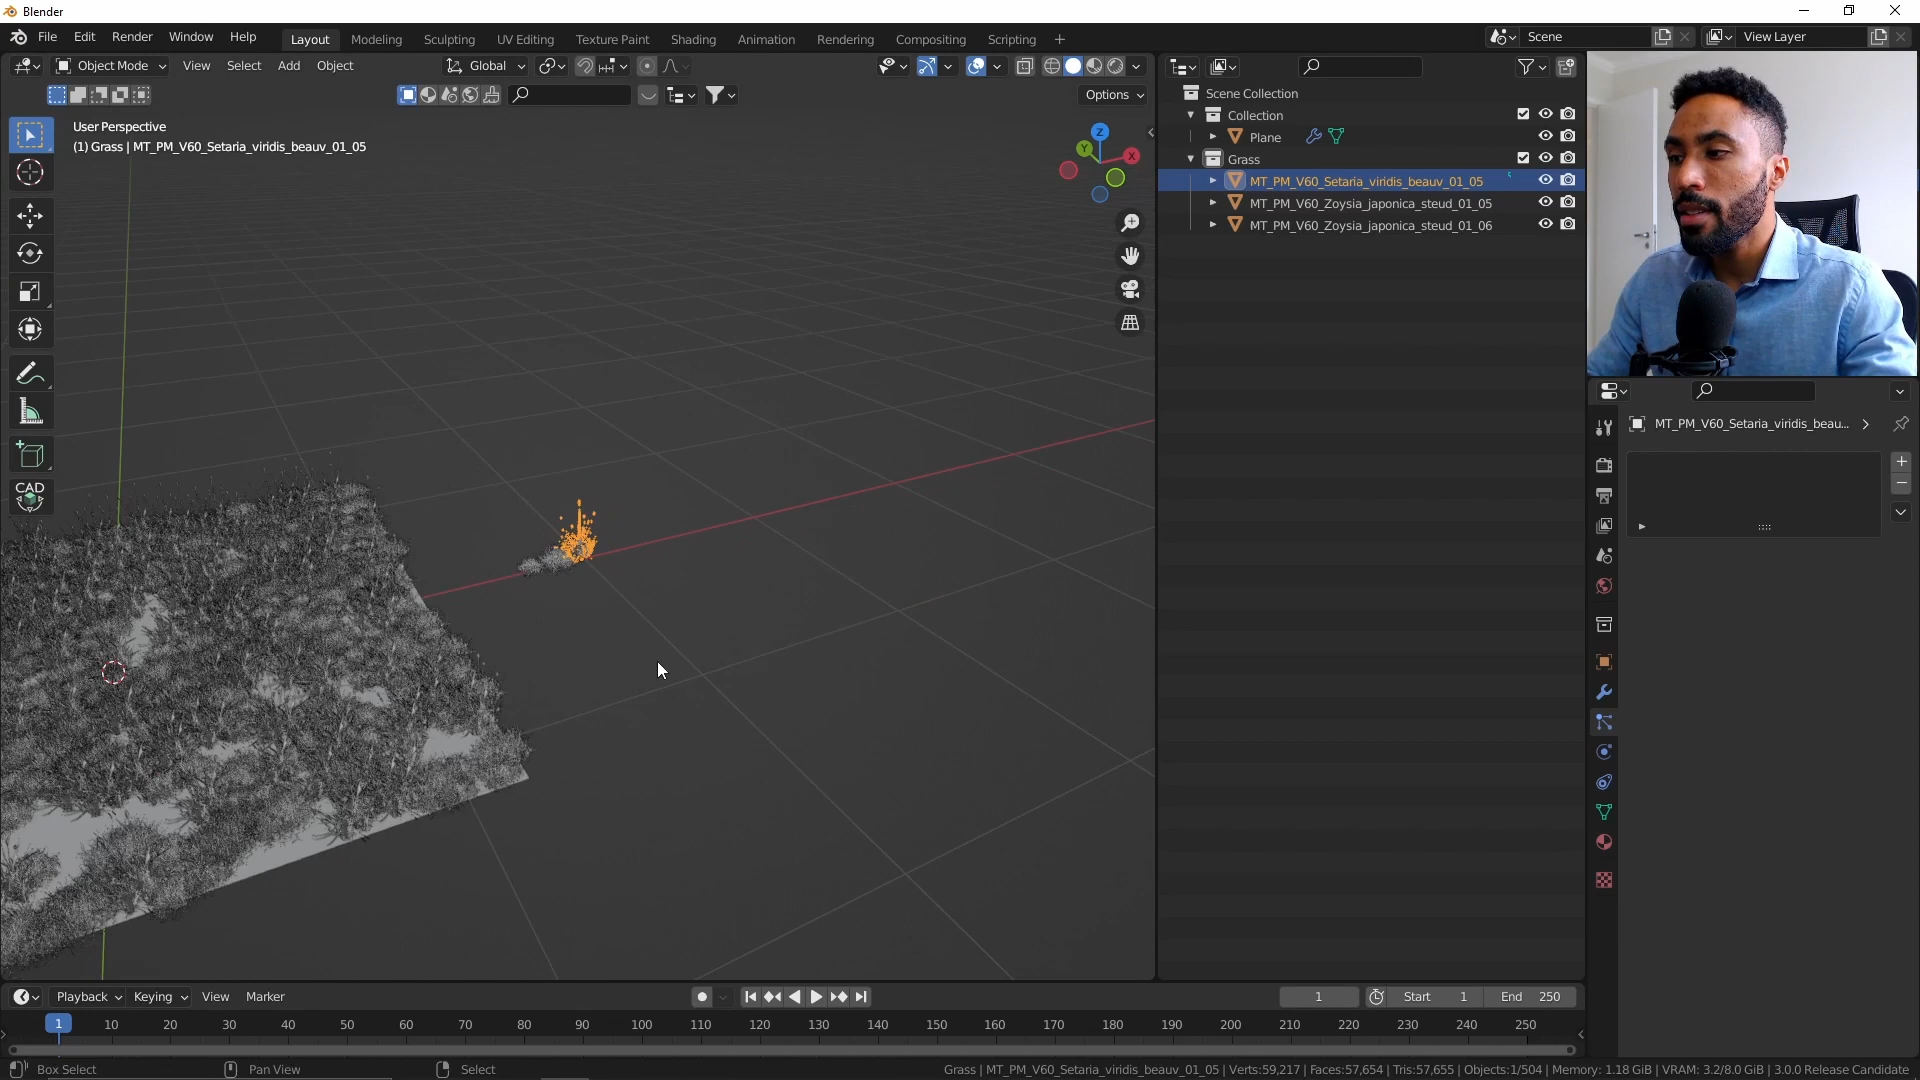 Blender
File Edit Render Window Help Layout Modeling Sculpting UV Editing Texture Paint Shading Animation Rendering Compositing Scripting + Scene View Layer
Object Mode View Select Add Object Global
Options
User Perspective
(1) Grass | MT_PM_V60_Setaria_viridis_beauv_01_05
Z
Y
X
CAD
Scene Collection
Collection
Plane
Grass
MT_PM_V60_Setaria_viridis_beauv_01_05
MT_PM_V60_Zoysia_japonica_steud_01_05
MT_PM_V60_Zoysia_japonica_steud_01_06
MT_PM_V60_Setaria_viridis_beau...
Playback Keying View Marker 1 Start 1 End 250
1 10 20 30 40 50 60 70 80 90 100 110 120 130 140 150 160 170 180 190 200 210 220 230 240 250
Box Select Pan View Select Grass | MT_PM_V60_Setaria_viridis_beauv_01_05 | Verts:59,217 | Faces:57,654 | Tris:57,655 | Objects:1/504 | Memory: 1.18 GiB | VRAM: 3.2/8.0 GiB | 3.0.0 Release Candidate